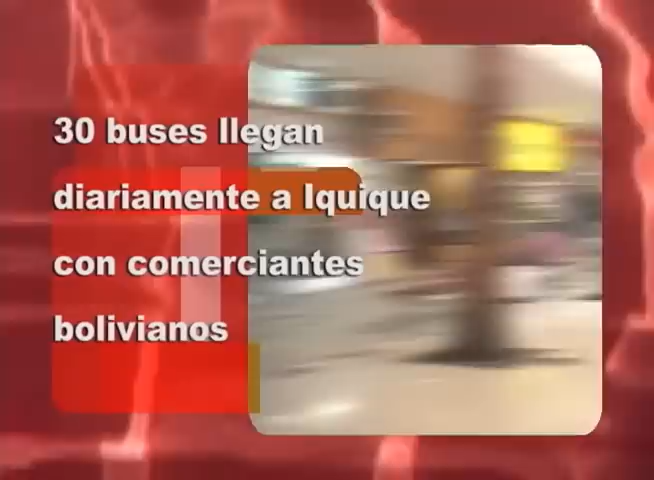 30 buses llegan
diariamente a Iquique
con comerciantes
bolivianos